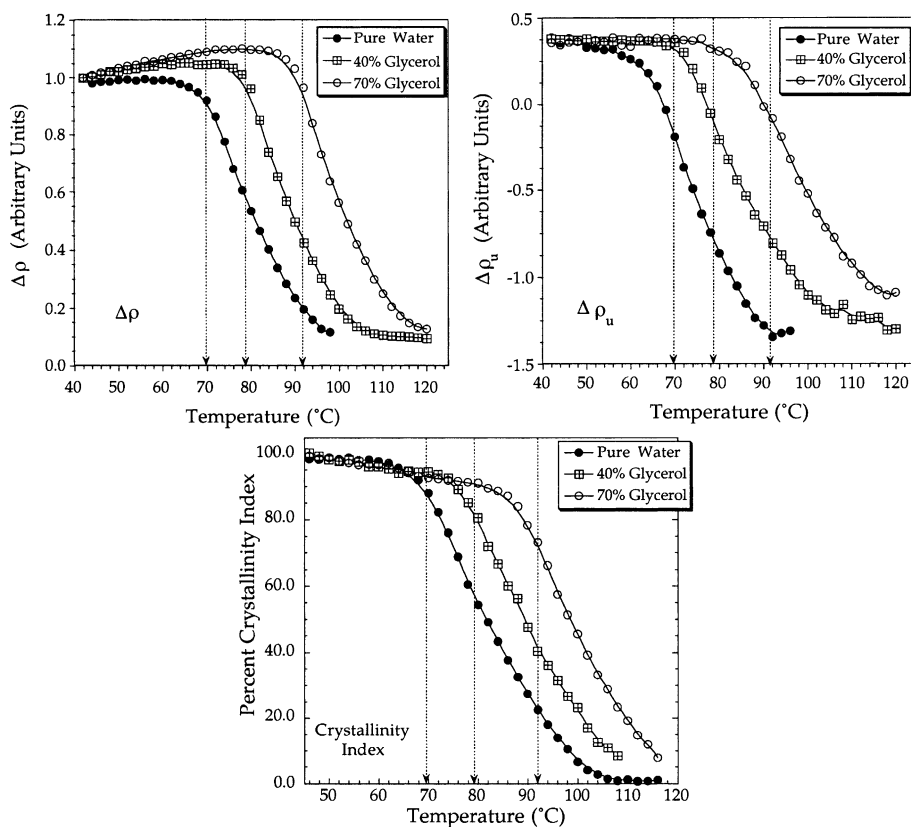 1.2
1.0
0.8
0.6
0.4
0.2
0.0
Δρ (Arbitrary Units)
Pure Water
40% Glycerol
70% Glycerol
Δρ
40 50 60 70 80 90 100 110 120
Temperature (˚C)
0.5
0.0
-0.5
-1.0
-1.5
Δρu (Arbitrary Units)
Pure Water
40% Glycerol
70% Glycerol
Δ ρu
40 50 60 70 80 90 100 110 120
Temperature (˚C)
100.0
80.0
60.0
40.0
20.0
0.0
Percent Crystallinity Index
Pure Water
40% Glycerol
70% Glycerol
Crystallinity
Index
50 60 70 80 90 100 110 120
Temperature (˚C)